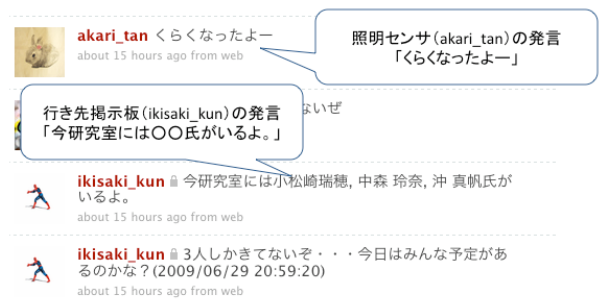 akari_tan くらくなったよー
about 15 hours ago from web
照明センサ(akari_tan)の発言
「くらくなったよー」
ないぜ
行き先掲示板(ikisaki_kun)の発言
「今研究室には〇〇氏がいるよ。」
ikisaki_kun 今研究室には小松崎瑞穂, 中森 玲奈, 沖 真帆氏が
いるよ。
about 15 hours ago from web
ikisaki_kun 3人しかきてないぞ・・・今日はみんな予定があ
るのかな？(2009/06/29 20:59:20)
about 15 hours ago from web